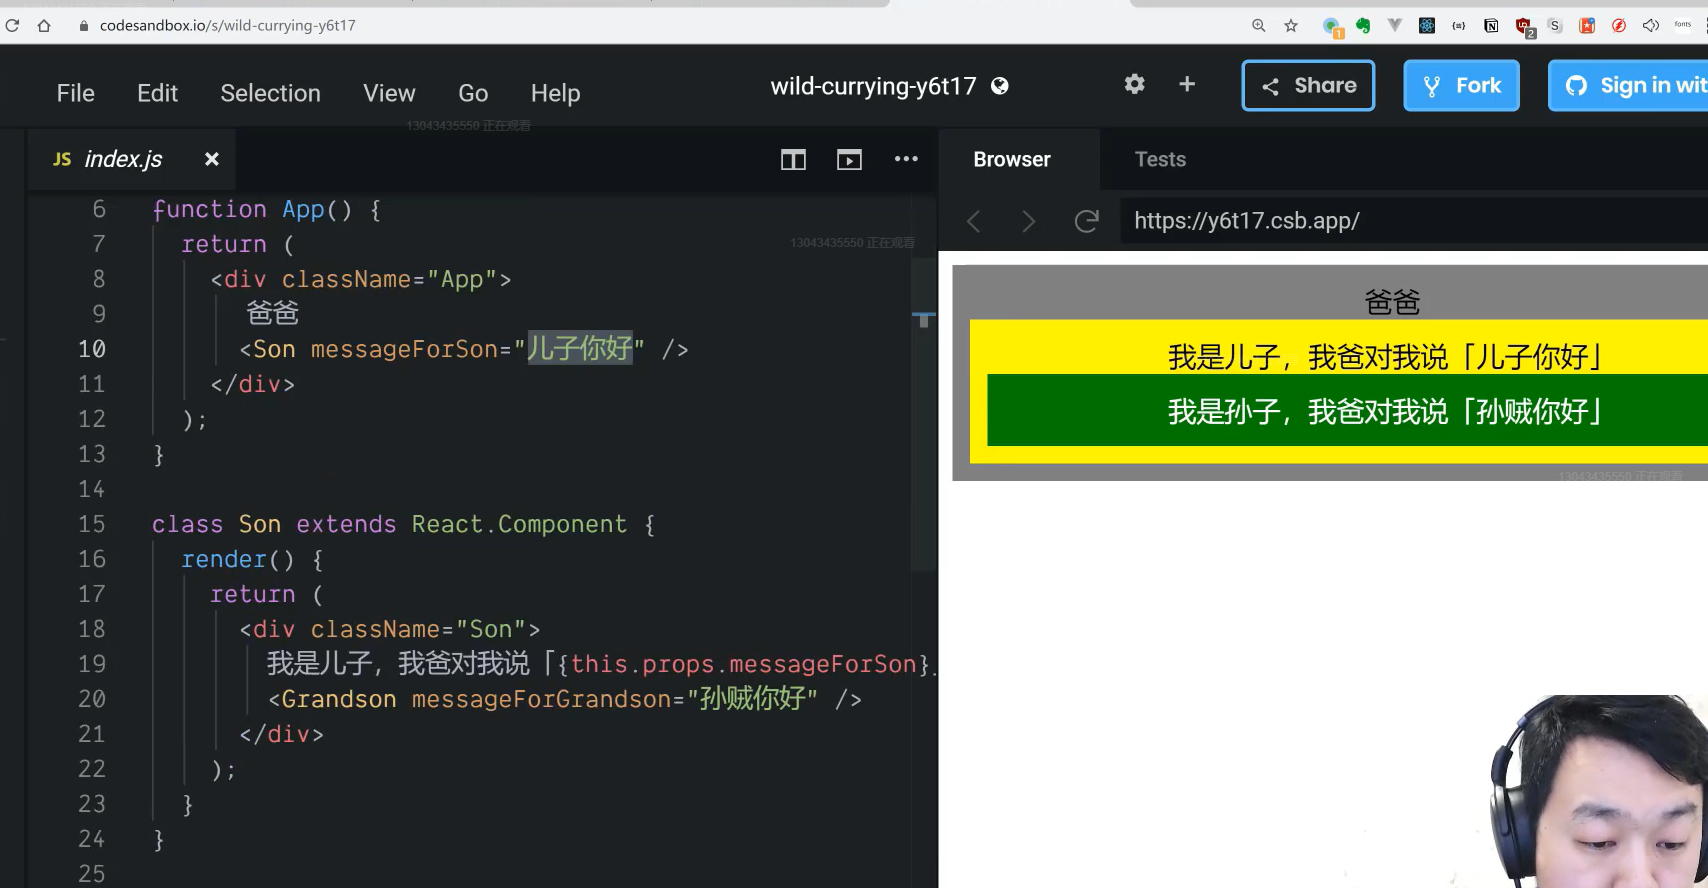 codesandbox.io/s/wild-currying-y6t17
1
2
fonts
File Edit Selection View Go Help
wild-currying-y6t17
Share
Fork
Sign in wit
13043435550 正在观看
JS index.js
Browser
Tests
https://y6t17.csb.app/
13043435550 正在观看
6 function App() {
7 return (
8 <div className="App">
9 爸爸
10 <Son messageForSon="儿子你好" />
11 </div>
12 );
13 }
14
15 class Son extends React.Component {
16 render() {
17 return (
18 <div className="Son">
19 我是儿子，我爸对我说「{this.props.messageForSon}
20 <Grandson messageForGrandson="孙贼你好" />
21 </div>
22 );
23 }
24 }
25
爸爸
我是儿子，我爸对我说「儿子你好」
我是孙子，我爸对我说「孙贼你好」
13043435550 正在观看